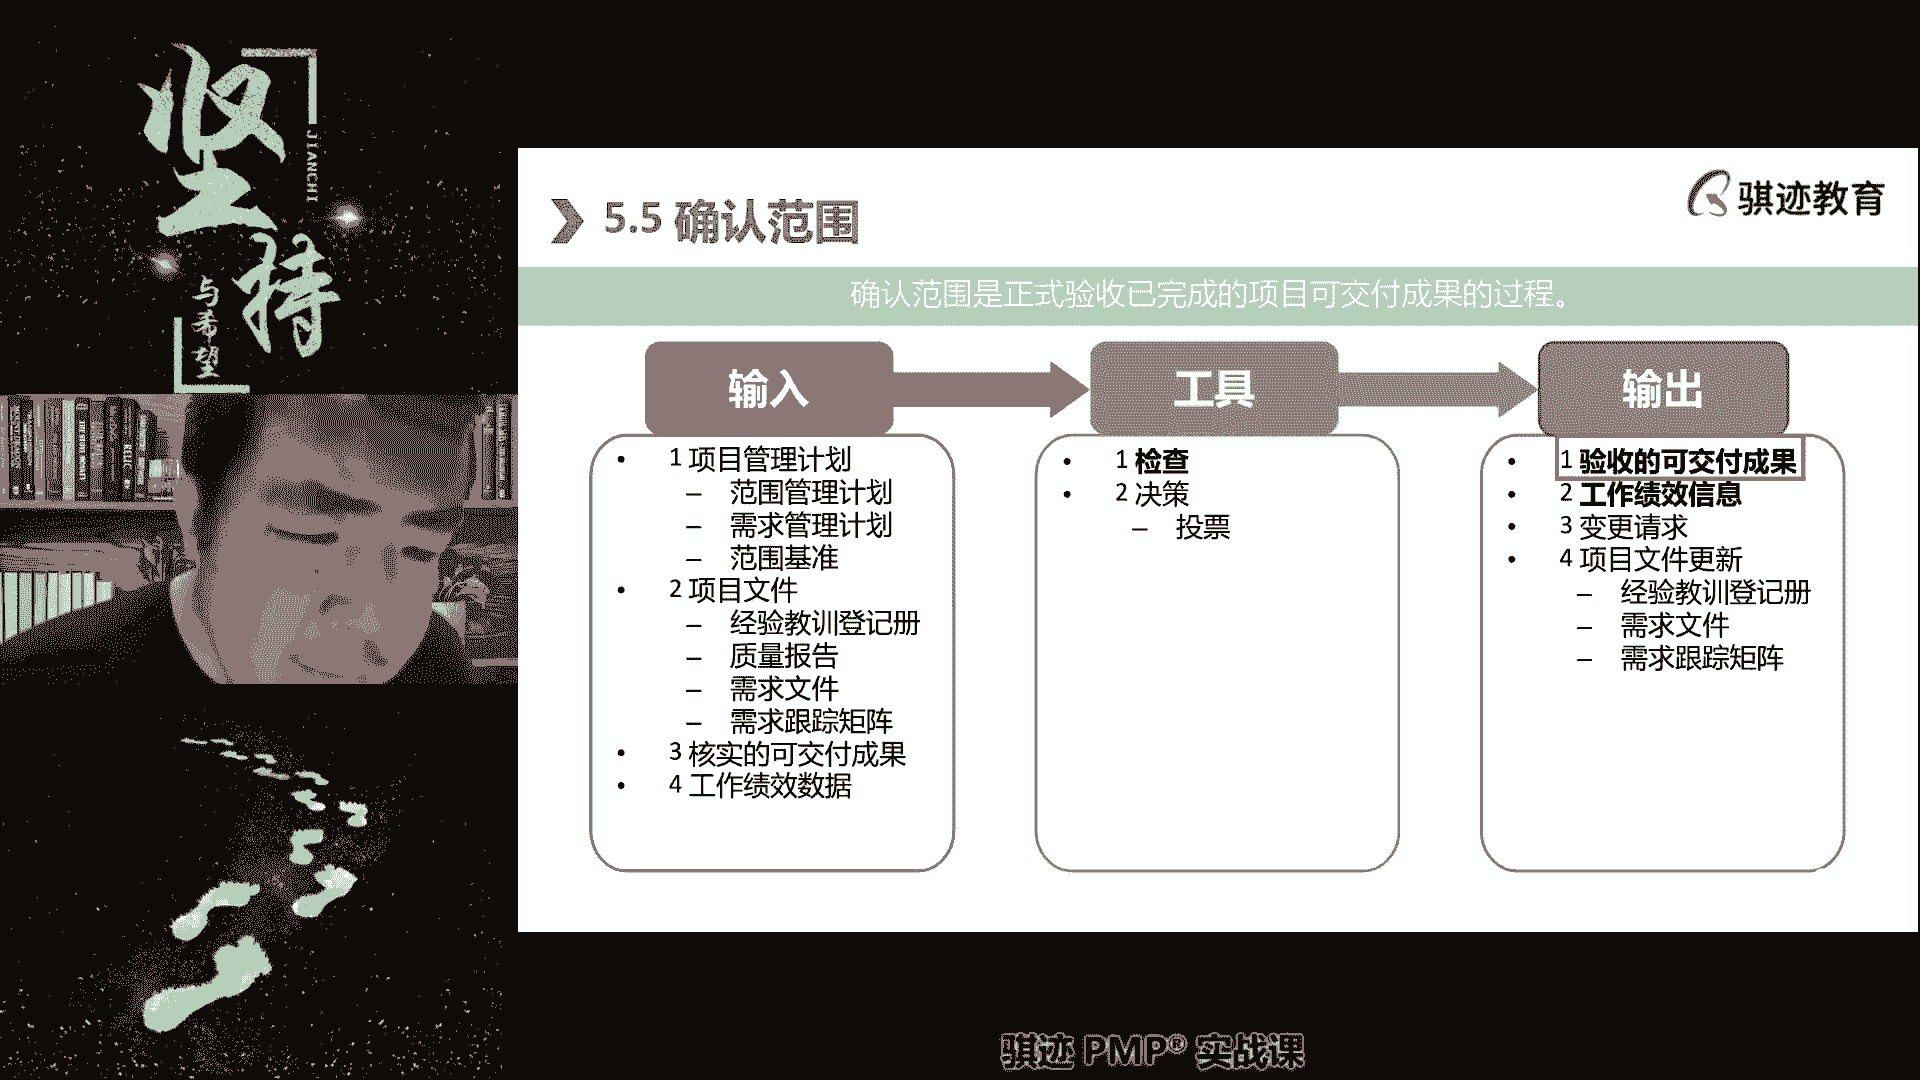 坚持
JIANCHI
与希望
骐迹教育
5.5 确认范围
确认范围是正式验收已完成的项目可交付成果的过程。
输入
• 1 项目管理计划
– 范围管理计划
– 需求管理计划
– 范围基准
• 2 项目文件
– 经验教训登记册
– 质量报告
– 需求文件
– 需求跟踪矩阵
• 3 核实的可交付成果
• 4 工作绩效数据
工具
• 1 检查
• 2 决策
– 投票
输出
• 1 验收的可交付成果
• 2 工作绩效信息
• 3 变更请求
• 4 项目文件更新
– 经验教训登记册
– 需求文件
– 需求跟踪矩阵
骐迹 PMP® 实战课